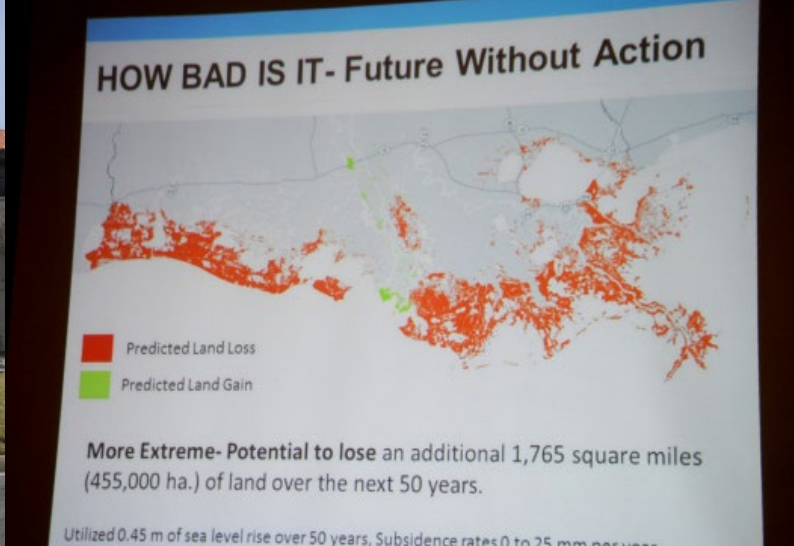 HOW BAD IS IT- Future Without Action
Predicted Land Loss
Predicted Land Gain
More Extreme- Potential to lose an additional 1,765 square miles
(455,000 ha.) of land over the next 50 years.
Utilized 0.45 m of sea level rise over 50 years, Subsidence rates 0 to 25 mm per year